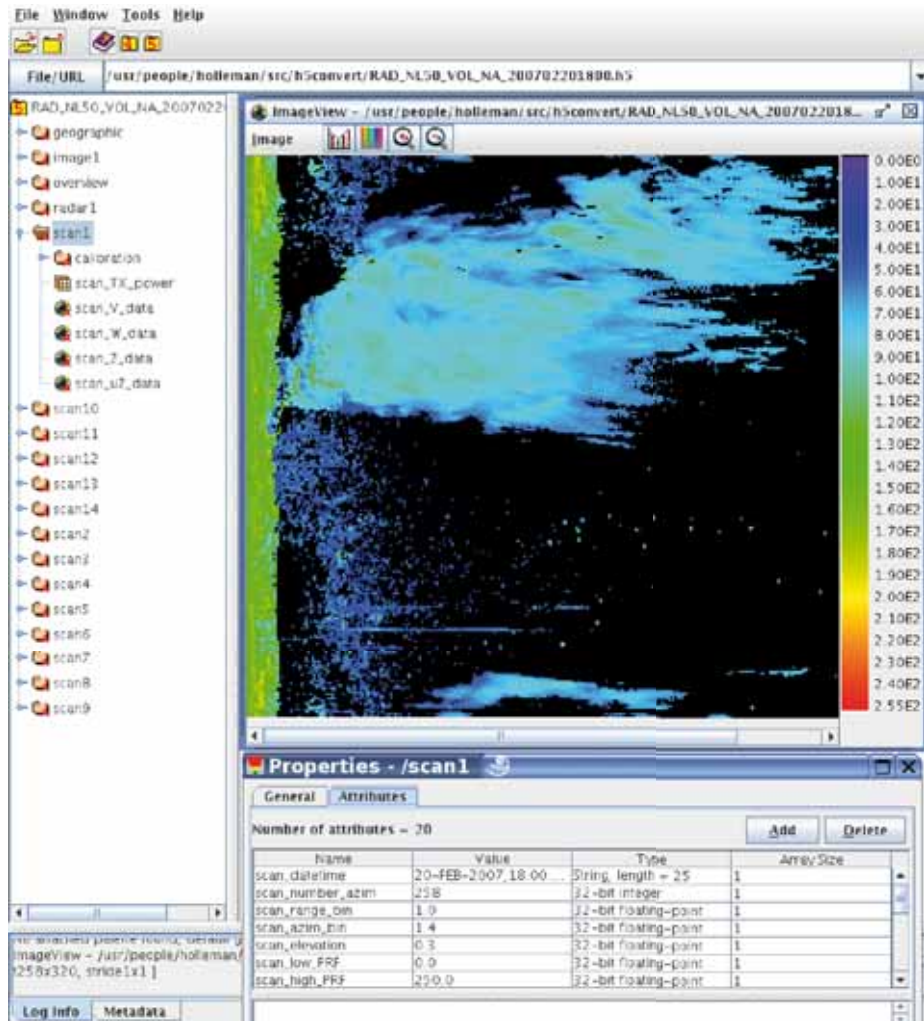 File Window Tools Help
File/URL /usr/people/holleman/src/h5convert/RAD_NL50_VOL_NA_200702201800.h5
RAD_NL50_VOL_NA_2007022
geographic
image1
overview
radar1
scan1
calibration
scan_TX_power
scan_V_data
scan_W_data
scan_Z_data
scan_uZ_data
scan10
scan11
scan12
scan13
scan14
scan2
scan3
scan4
scan5
scan6
scan7
scan8
scan9
ImageView - /usr/people/holleman/src/h5convert/RAD_NL50_VOL_NA_2007022018...
Image
0.00E0
1.00E1
2.00E1
3.00E1
4.00E1
5.00E1
6.00E1
7.00E1
8.00E1
9.00E1
1.00E2
1.10E2
1.20E2
1.30E2
1.40E2
1.50E2
1.60E2
1.70E2
1.80E2
1.90E2
2.00E2
2.10E2
2.20E2
2.30E2
2.40E2
2.55E2
Properties - /scan1
General Attributes
Number of attributes = 20 Add Delete
Name Value Type Array Size
scan_datetime 20-FEB-2007_18:00... String, length = 25 1
scan_number_azim 258 32-bit integer 1
scan_range_bin 1.0 32-bit floating-point 1
scan_azim_bin 1.4 32-bit floating-point 1
scan_elevation 0.3 32-bit floating-point 1
scan_low_PRF 0.0 32-bit floating-point 1
scan_high_PRF 250.0 32-bit floating-point 1
No attached palette found, default g
ImageView - /usr/people/holleman/
t258x320, stride1x1 ]
Log Info Metadata